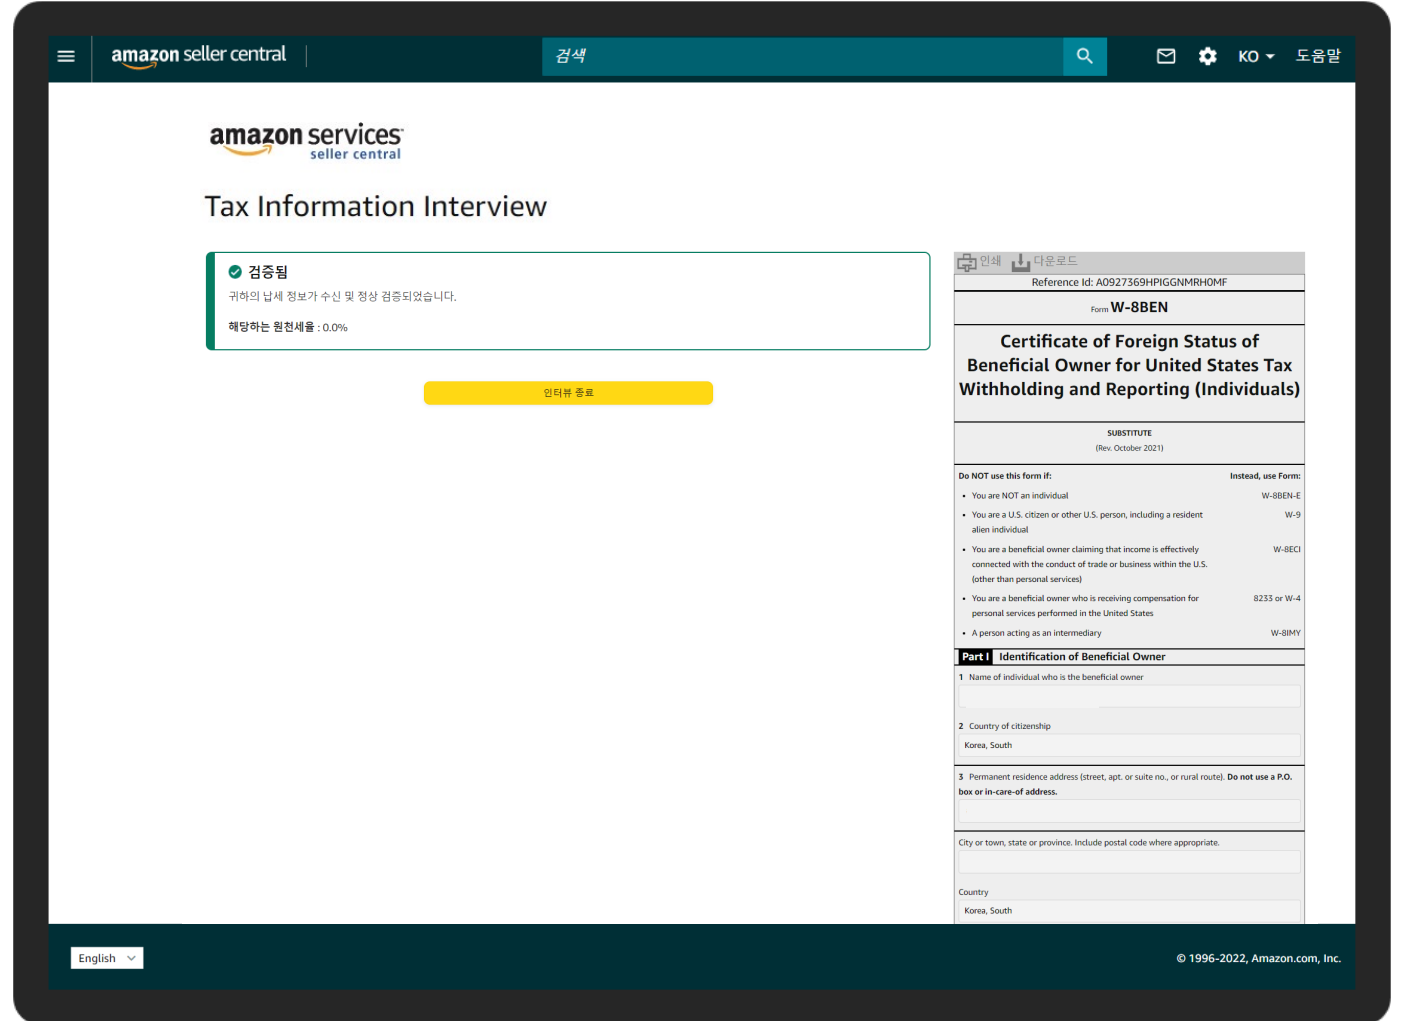 amazon seller central
검색
KO
도움말
amazon services
seller central
Tax Information Interview
검증됨
귀하의 납세 정보가 수신 및 정상 검증되었습니다.
해당하는 원천세율 : 0.0%
인터뷰 종료
인쇄 다운로드
Reference Id: A0927369HPIGGNMRH0MF
Form W-8BEN
Certificate of Foreign Status of
Beneficial Owner for United States Tax
Withholding and Reporting (Individuals)
SUBSTITUTE
(Rev. October 2021)
Do NOT use this form if: Instead, use Form:
• You are NOT an individual W-8BEN-E
• You are a U.S. citizen or other U.S. person, including a resident W-9
alien individual
• You are a beneficial owner claiming that income is effectively W-8ECI
connected with the conduct of trade or business within the U.S.
(other than personal services)
• You are a beneficial owner who is receiving compensation for 8233 or W-4
personal services performed in the United States
• A person acting as an intermediary W-8IMY
Part I Identification of Beneficial Owner
1 Name of individual who is the beneficial owner
2 Country of citizenship
Korea, South
3 Permanent residence address (street, apt. or suite no., or rural route). Do not use a P.O.
box or in-care-of address.
City or town, state or province. Include postal code where appropriate.
Country
Korea, South
English
© 1996-2022, Amazon.com, Inc.